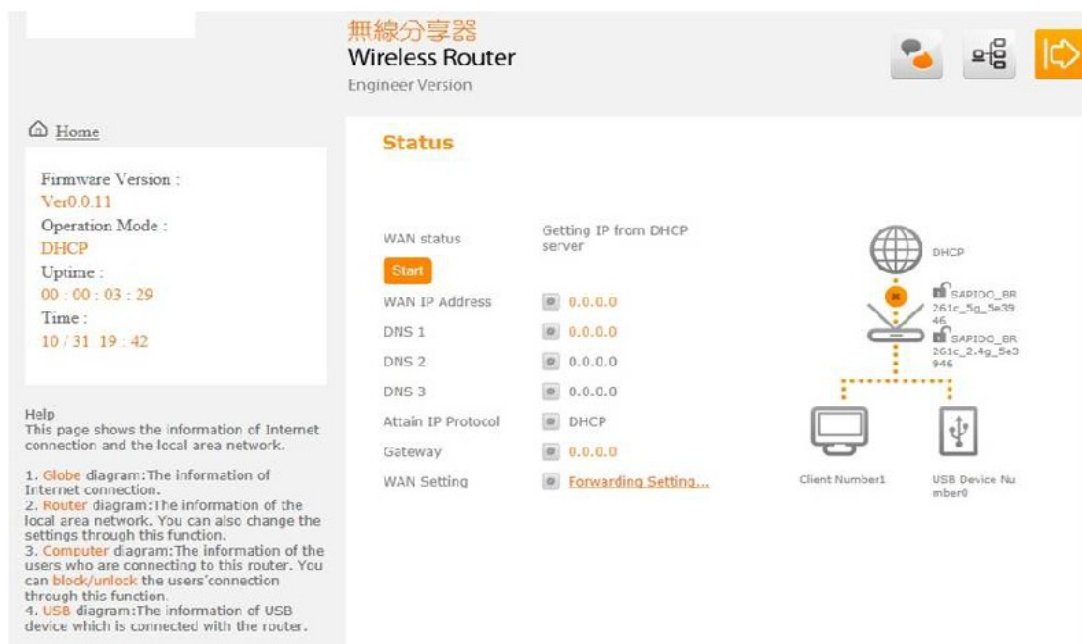 無線分享器
Wireless Router
Engineer Version
Home
Firmware Version :
Ver0.0.11
Operation Mode :
DHCP
Uptime :
00 : 00 : 03 : 29
Time :
10 / 31 19 : 42
Help
This page shows the information of Internet
connection and the local area network.
1. Globe diagram:The information of
Internet connection.
2. Router diagram:The information of the
local area network. You can also change the
settings through this function.
3. Computer diagram:The information of the
users who are connecting to this router. You
can block/unlock the users'connection
through this function.
4. USB diagram:The information of USB
device which is connected with the router.
Status
WAN status
Getting IP from DHCP
server
Start
WAN IP Address 0.0.0.0
DNS 1 0.0.0.0
DNS 2 0.0.0.0
DNS 3 0.0.0.0
Attain IP Protocol DHCP
Gateway 0.0.0.0
WAN Setting Forwarding Setting...
DHCP
SAPIDO_BR
261c_5g_5e39
46
SAPIDO_BR
261c_2.4g_5e3
946
Client Number1
USB Device Nu
mber0